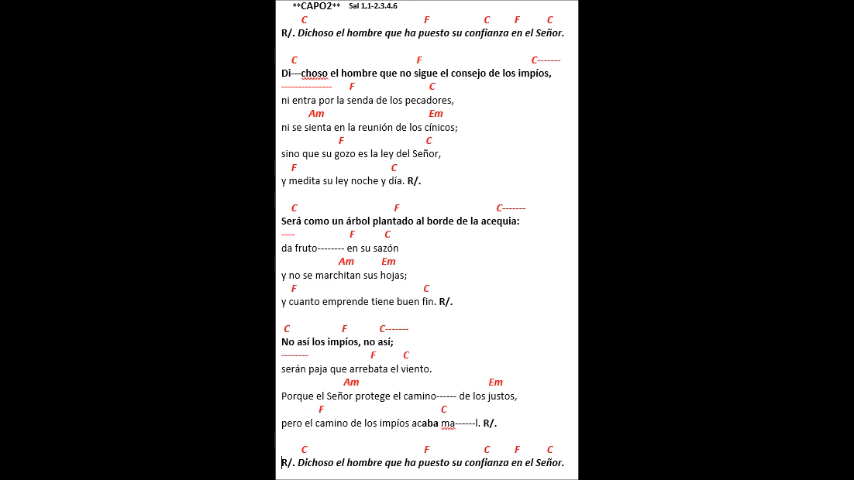 **CAPO2** Sal 1,1-2.3.4.6
C F C F C
R/. Dichoso el hombre que ha puesto su confianza en el Señor.
C F C-------
Di---choso el hombre que no sigue el consejo de los impíos,
--------------- F C
ni entra por la senda de los pecadores,
Am Em
ni se sienta en la reunión de los cínicos;
F C
sino que su gozo es la ley del Señor,
F C
y medita su ley noche y día. R/.
C F C-------
Será como un árbol plantado al borde de la acequia:
---- F C
da fruto-------- en su sazón
Am Em
y no se marchitan sus hojas;
F C
y cuanto emprende tiene buen fin. R/.
C F C-------
No así los impíos, no así;
-------- F C
serán paja que arrebata el viento.
Am Em
Porque el Señor protege el camino------ de los justos,
F C
pero el camino de los impíos acaba ma------l. R/.
C F C F C
R/. Dichoso el hombre que ha puesto su confianza en el Señor.